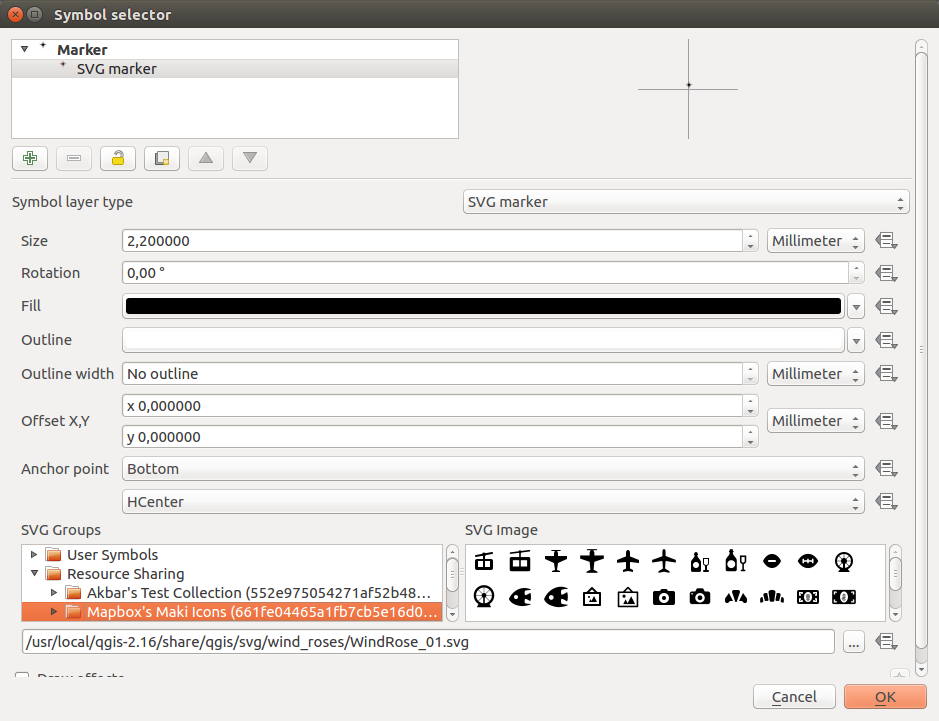 Symbol selector
Marker
SVG marker
Symbol layer type SVG marker
Size 2,200000 Millimeter
Rotation 0,00 °
Fill
Outline
Outline width No outline Millimeter
Offset X,Y x 0,000000 Millimeter
y 0,000000
Anchor point Bottom
HCenter
SVG Groups SVG Image
User Symbols
Resource Sharing
Akbar's Test Collection (552e975054271af52b48...
Mapbox's Maki Icons (661fe04465a1fb7cb5e16d0...
/usr/local/qgis-2.16/share/qgis/svg/wind_roses/WindRose_01.svg ...
Draw effects
Cancel OK